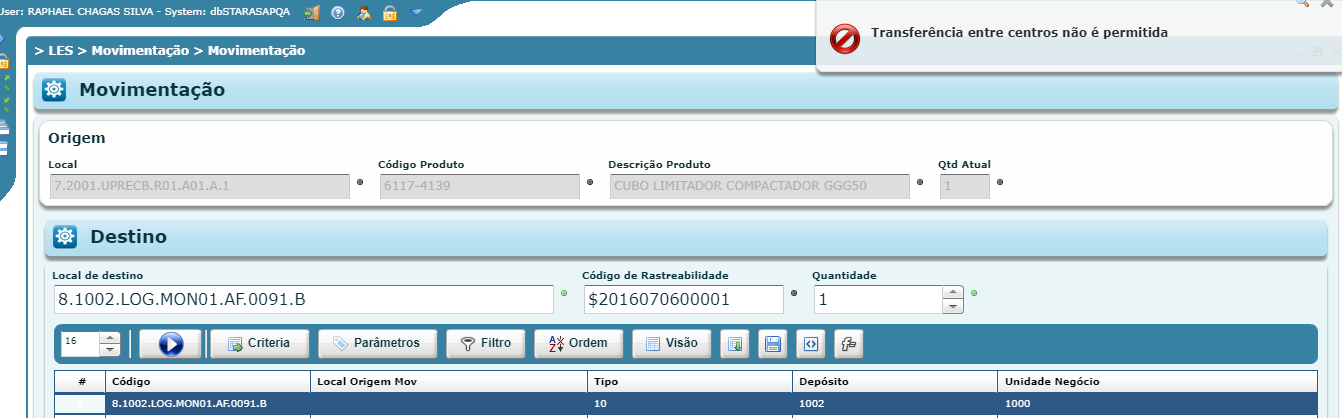 User: RAPHAEL CHAGAS SILVA - System: dbSTARASAPQA
Transferência entre centros não é permitida
> LES > Movimentação > Movimentação
Movimentação
Origem
Local Código Produto Descrição Produto Qtd Atual
7.2001.UPRECB.R01.A01.A.1 6117-4139 CUBO LIMITADOR COMPACTADOR GGG50 1
Destino
Local de destino Código de Rastreabilidade Quantidade
8.1002.LOG.MON01.AF.0091.B $2016070600001 1
16 Criteria Parâmetros Filtro Ordem Visão
# Código Local Origem Mov Tipo Depósito Unidade Negócio
8.1002.LOG.MON01.AF.0091.B 10 1002 1000